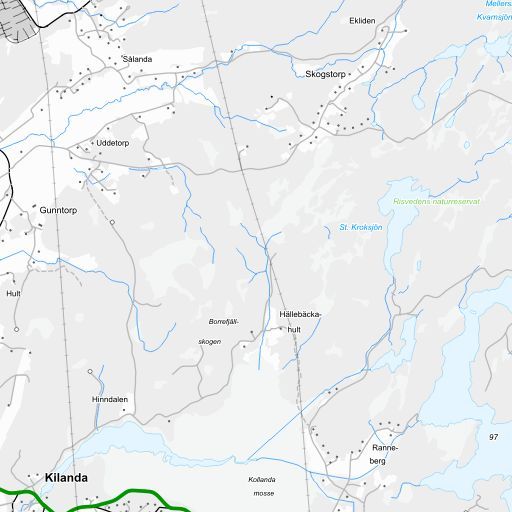 Mellers
Kvarnsjön
Ekliden
Sålanda
Skogstorp
Uddetorp
Risvedens naturreservat
Gunntorp
St. Kroksjön
Hult
Hällebäcka-
hult
Borrefjäll-
skogen
Hinndalen
97
Ranne-
berg
Kilanda
Kollanda
mosse